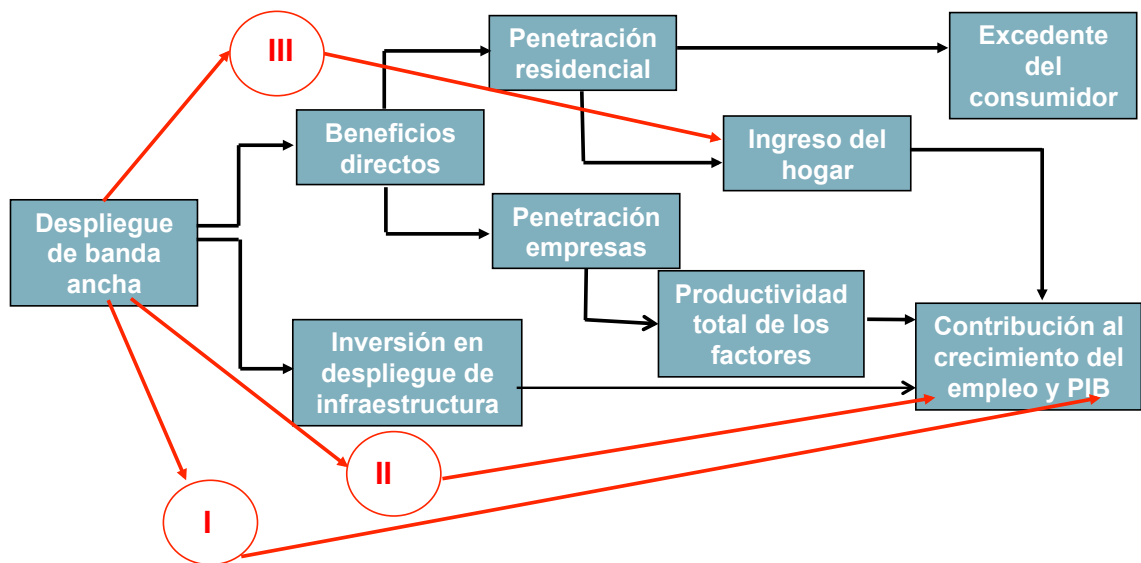 III
Penetración
residencial
Excedente
del
consumidor
Beneficios
directos
Ingreso del
hogar
Despliegue
de banda
ancha
Penetración
empresas
Productividad
total de los
factores
Contribución al
crecimiento del
empleo y PIB
Inversión en
despliegue de
infraestructura
II
I